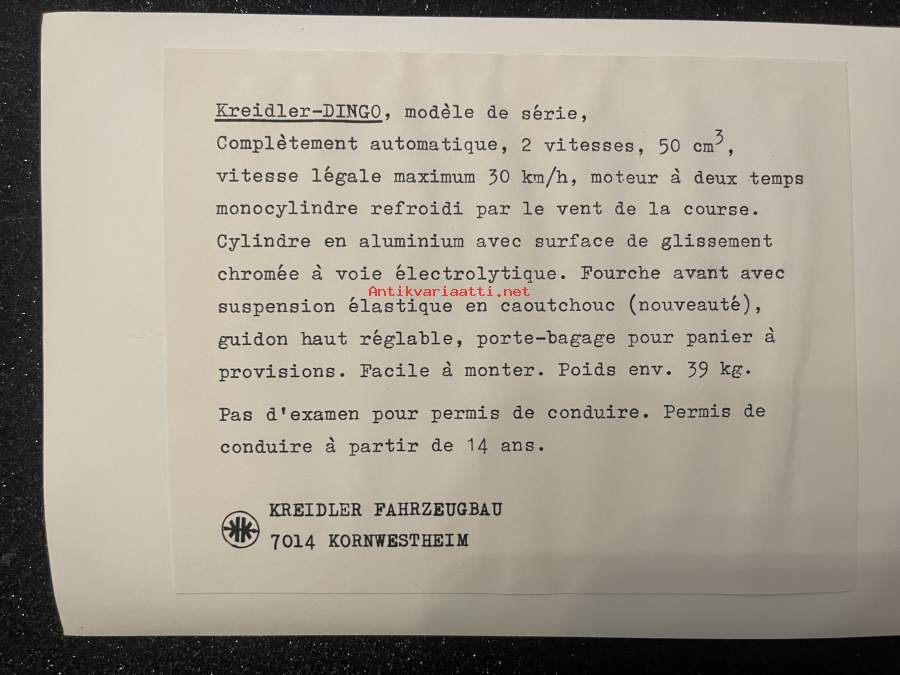 Kreidler-DINGO, modèle de série,
Complètement automatique, 2 vitesses, 50 cm³,
vitesse légale maximum 30 km/h, moteur à deux temps
monocylindre refroidi par le vent de la course.
Cylindre en aluminium avec surface de glissement
chromée à voie électrolytique. Fourche avant avec
Antikvariaatti.net
suspension élastique en caoutchouc (nouveauté),
guidon haut réglable, porte-bagage pour panier à
provisions. Facile à monter. Poids env. 39 kg.
Pas d'examen pour permis de conduire. Permis de
conduire à partir de 14 ans.
KREIDLER FAHRZEUGBAU
7014 KORNWESTHEIM